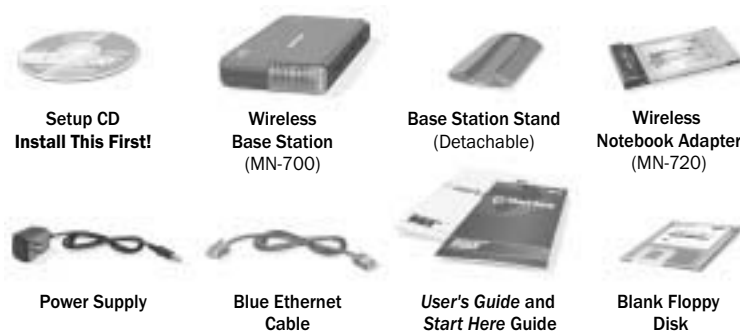 Setup CD
Install This First!
Wireless
Base Station
(MN-700)
Base Station Stand
(Detachable)
Wireless
Notebook Adapter
(MN-720)
Power Supply
Blue Ethernet
Cable
User's Guide and
Start Here Guide
Blank Floppy
Disk